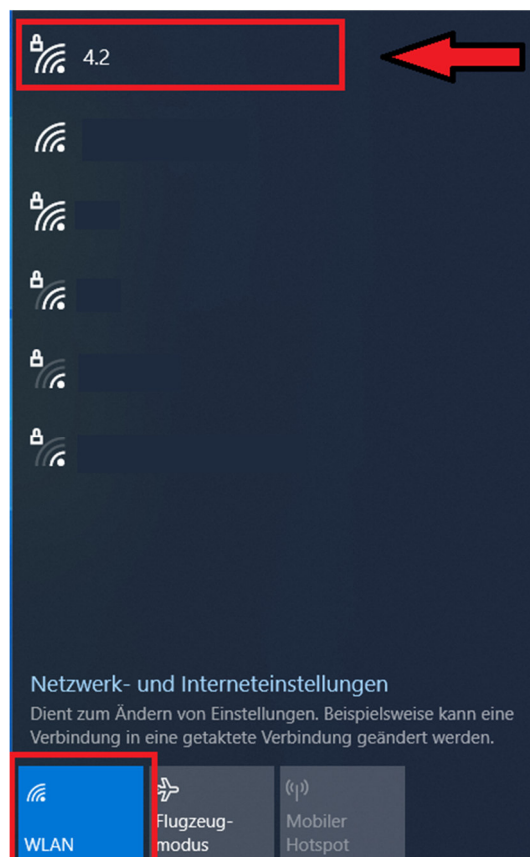 4.2
Netzwerk- und Interneteinstellungen
Dient zum Ändern von Einstellungen. Beispielsweise kann eine
Verbindung in eine getaktete Verbindung geändert werden.
WLAN
Flugzeug-
modus
Mobiler
Hotspot